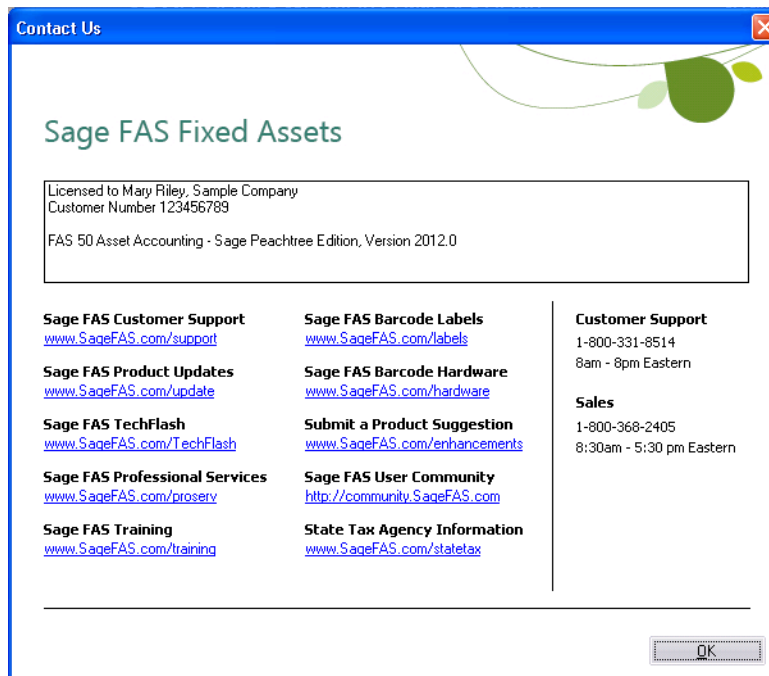 Contact Us
Sage FAS Fixed Assets
Licensed to Mary Riley, Sample Company
Customer Number 123456789
FAS 50 Asset Accounting - Sage Peachtree Edition, Version 2012.0
Sage FAS Customer Support
www.SageFAS.com/support
Sage FAS Product Updates
www.SageFAS.com/update
Sage FAS TechFlash
www.SageFAS.com/TechFlash
Sage FAS Professional Services
www.SageFAS.com/proserv
Sage FAS Training
www.SageFAS.com/training
Sage FAS Barcode Labels
www.SageFAS.com/labels
Sage FAS Barcode Hardware
www.SageFAS.com/hardware
Submit a Product Suggestion
www.SageFAS.com/enhancements
Sage FAS User Community
http://community.SageFAS.com
State Tax Agency Information
www.SageFAS.com/statetax
Customer Support
1-800-331-8514
8am - 8pm Eastern
Sales
1-800-368-2405
8:30am - 5:30 pm Eastern
OK